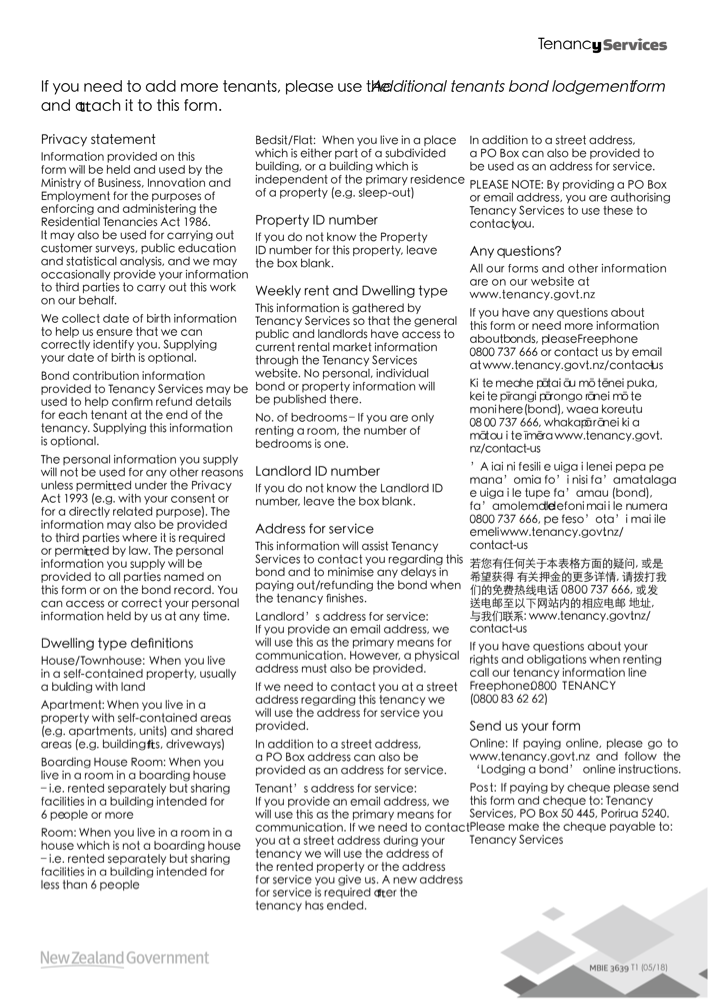 Tenancy Services
If you need to add more tenants, please use the Additional tenants bond lodgement form
and attach it to this form.
Privacy statement
Information provided on this
form will be held and used by the
Ministry of Business, Innovation and
Employment for the purposes of
enforcing and administering the
Residential Tenancies Act 1986.
It may also be used for carrying out
customer surveys, public education
and statistical analysis, and we may
occasionally provide your information
to third parties to carry out this work
on our behalf.
We collect date of birth information
to help us ensure that we can
correctly identify you. Supplying
your date of birth is optional.
Bond contribution information
provided to Tenancy Services may be
used to help confirm refund details
for each tenant at the end of the
tenancy. Supplying this information
is optional.
The personal information you supply
will not be used for any other reasons
unless permitted under the Privacy
Act 1993 (e.g. with your consent or
for a directly related purpose). The
information may also be provided
to third parties where it is required
or permitted by law. The personal
information you supply will be
provided to all parties named on
this form or on the bond record. You
can access or correct your personal
information held by us at any time.
Dwelling type definitions
House/Townhouse: When you live
in a self-contained property, usually
a building with land
Apartment: When you live in a
property with self-contained areas
(e.g. apartments, units) and shared
areas (e.g. building lifts, driveways)
Boarding House Room: When you
live in a room in a boarding house
– i.e. rented separately but sharing
facilities in a building intended for
6 people or more
Room: When you live in a room in a
house which is not a boarding house
– i.e. rented separately but sharing
facilities in a building intended for
less than 6 people
Bedsit/Flat: When you live in a place
which is either part of a subdivided
building, or a building which is
independent of the primary residence
of a property (e.g. sleep-out)
Property ID number
If you do not know the Property
ID number for this property, leave
the box blank.
Weekly rent and Dwelling type
This information is gathered by
Tenancy Services so that the general
public and landlords have access to
current rental market information
through the Tenancy Services
website. No personal, individual
bond or property information will
be published there.
No. of bedrooms – If you are only
renting a room, the number of
bedrooms is one.
Landlord ID number
If you do not know the Landlord ID
number, leave the box blank.
Address for service
This information will assist Tenancy
Services to contact you regarding this
bond and to minimise any delays in
paying out/refunding the bond when
the tenancy finishes.
Landlord's address for service:
If you provide an email address, we
will use this as the primary means for
communication. However, a physical
address must also be provided.
If we need to contact you at a street
address regarding this tenancy we
will use the address for service you
provided.
In addition to a street address,
a PO Box address can also be
provided as an address for service.
Tenant's address for service:
If you provide an email address, we
will use this as the primary means for
communication. If we need to contact
you at a street address during your
tenancy we will use the address of
the rented property or the address
for service you give us. A new address
for service is required after the
tenancy has ended.
In addition to a street address,
a PO Box can also be provided to
be used as an address for service.
PLEASE NOTE: By providing a PO Box
or email address, you are authorising
Tenancy Services to use these to
contact you.
Any questions?
All our forms and other information
are on our website at
www.tenancy.govt.nz
If you have any questions about
this form or need more information
about bonds, please Freephone
0800 737 666 or contact us by email
at www.tenancy.govt.nz/contact-us
Ki te mea he pātai āu mō tēnei puka,
kei te pīrangi pārongo rānei mō te
moni here (bond), waea kore utu
0800 737 666, whakapā rānei ki a
mātou i te īmēra www.tenancy.govt.
nz/contact-us
'A iai ni fesili e uiga i lenei pepa pe
mana'omia fo'i nisi fa'amatalaga
e uiga i le tupe fa'amau (bond),
fa'amolemole telefoni mai i le numera
0800 737 666, pe feso'ota'i mai i le
emeli www.tenancy.govt.nz/
contact-us
若您有任何关于本表格方面的疑问, 或是
希望获得 有关押金的更多详情, 请拨打我
们的免费热线电话 0800 737 666, 或发
送电邮至以下网站内的相应电邮 地址,
与我们联系: www.tenancy.govt.nz/
contact-us
If you have questions about your
rights and obligations when renting
call our tenancy information line
Freephone 0800 TENANCY
(0800 83 62 62)
Send us your form
Online: If paying online, please go to
www.tenancy.govt.nz and follow the
'Lodging a bond' online instructions.
Post: If paying by cheque please send
this form and cheque to: Tenancy
Services, PO Box 50 445, Porirua 5240.
Please make the cheque payable to:
Tenancy Services
New Zealand Government
MBIE 3639 T1 (05/18)